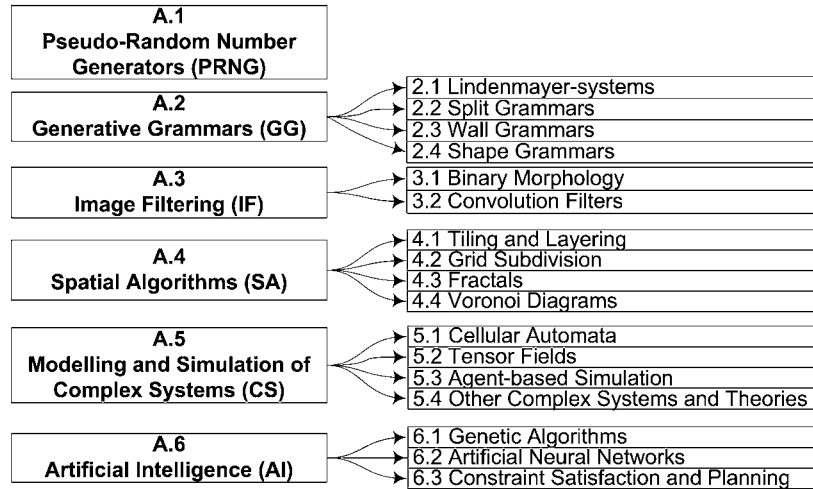 A.1
Pseudo-Random Number
Generators (PRNG)
A.2
Generative Grammars (GG)
2.1 Lindenmayer-systems
2.2 Split Grammars
2.3 Wall Grammars
2.4 Shape Grammars
A.3
Image Filtering (IF)
3.1 Binary Morphology
3.2 Convolution Filters
A.4
Spatial Algorithms (SA)
4.1 Tiling and Layering
4.2 Grid Subdivision
4.3 Fractals
4.4 Voronoi Diagrams
A.5
Modelling and Simulation of
Complex Systems (CS)
5.1 Cellular Automata
5.2 Tensor Fields
5.3 Agent-based Simulation
5.4 Other Complex Systems and Theories
A.6
Artificial Intelligence (AI)
6.1 Genetic Algorithms
6.2 Artificial Neural Networks
6.3 Constraint Satisfaction and Planning